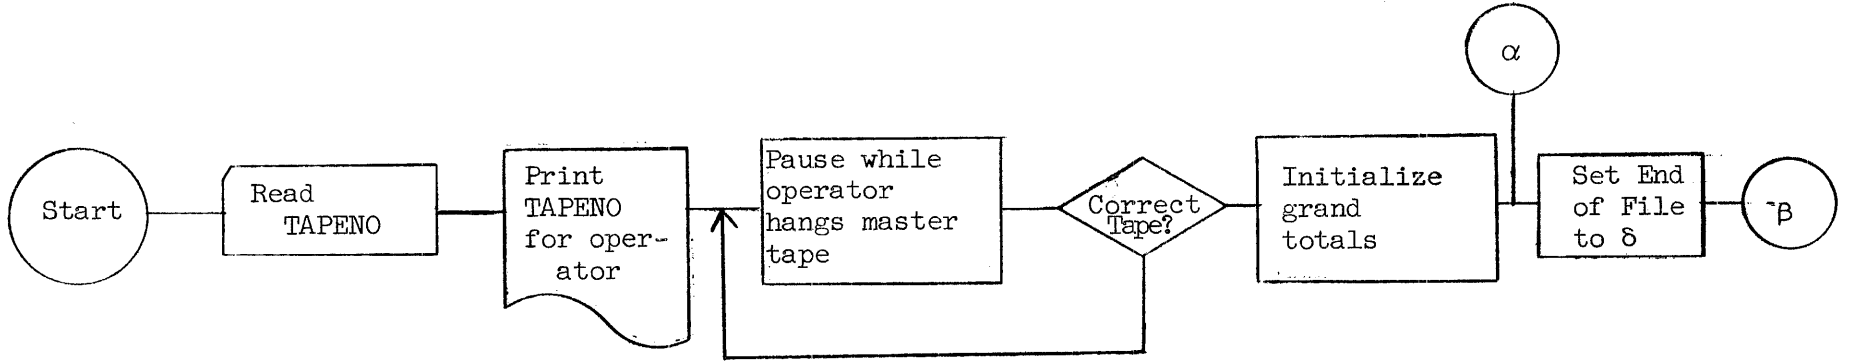 Start
Read
TAPENO
Print
TAPENO
for oper-
ator
Pause while
operator
hangs master
tape
Correct
Tape?
Initialize
grand
totals
α
Set End
of File
to δ
β